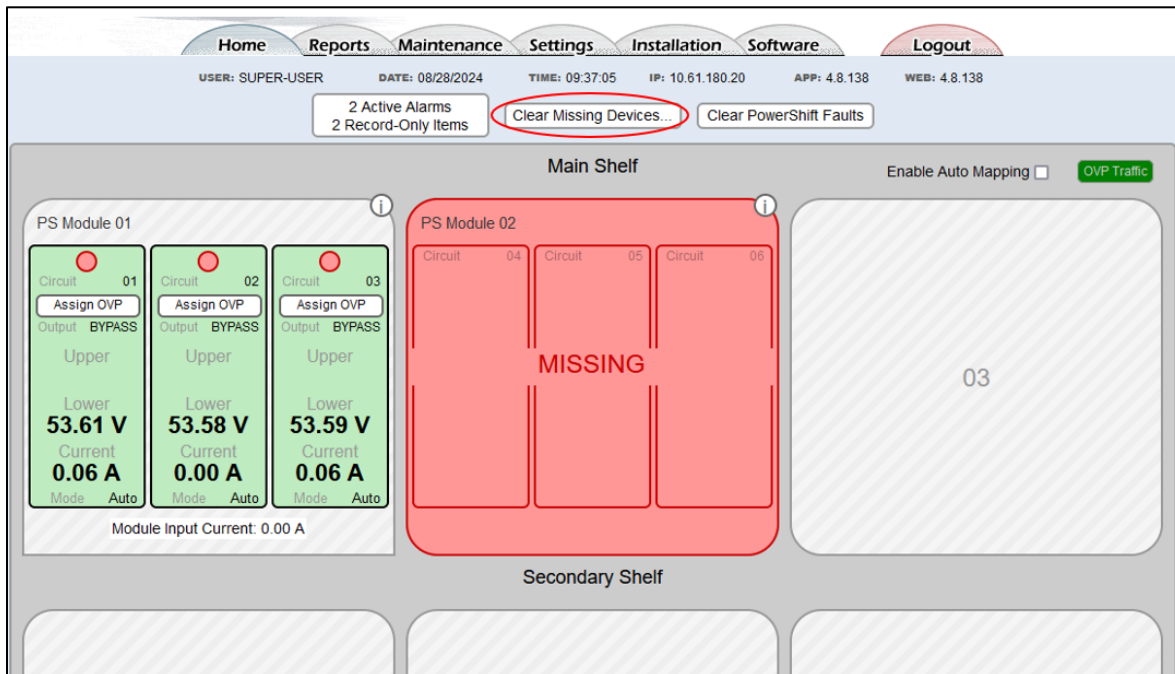 Home Reports Maintenance Settings Installation Software Logout
USER: SUPER-USER DATE: 08/28/2024 TIME: 09:37:05 IP: 10.61.180.20 APP: 4.8.138 WEB: 4.8.138
2 Active Alarms
2 Record-Only Items
Clear Missing Devices...
Clear PowerShift Faults
Main Shelf
Enable Auto Mapping
OVP Traffic
PS Module 01
i
Circuit 01
Assign OVP
Output BYPASS
Upper
Lower
53.61 V
Current
0.06 A
Mode Auto
Circuit 02
Assign OVP
Output BYPASS
Upper
Lower
53.58 V
Current
0.00 A
Mode Auto
Circuit 03
Assign OVP
Output BYPASS
Upper
Lower
53.59 V
Current
0.06 A
Mode Auto
Module Input Current: 0.00 A
PS Module 02
i
Circuit 04
Circuit 05
Circuit 06
MISSING
03
Secondary Shelf